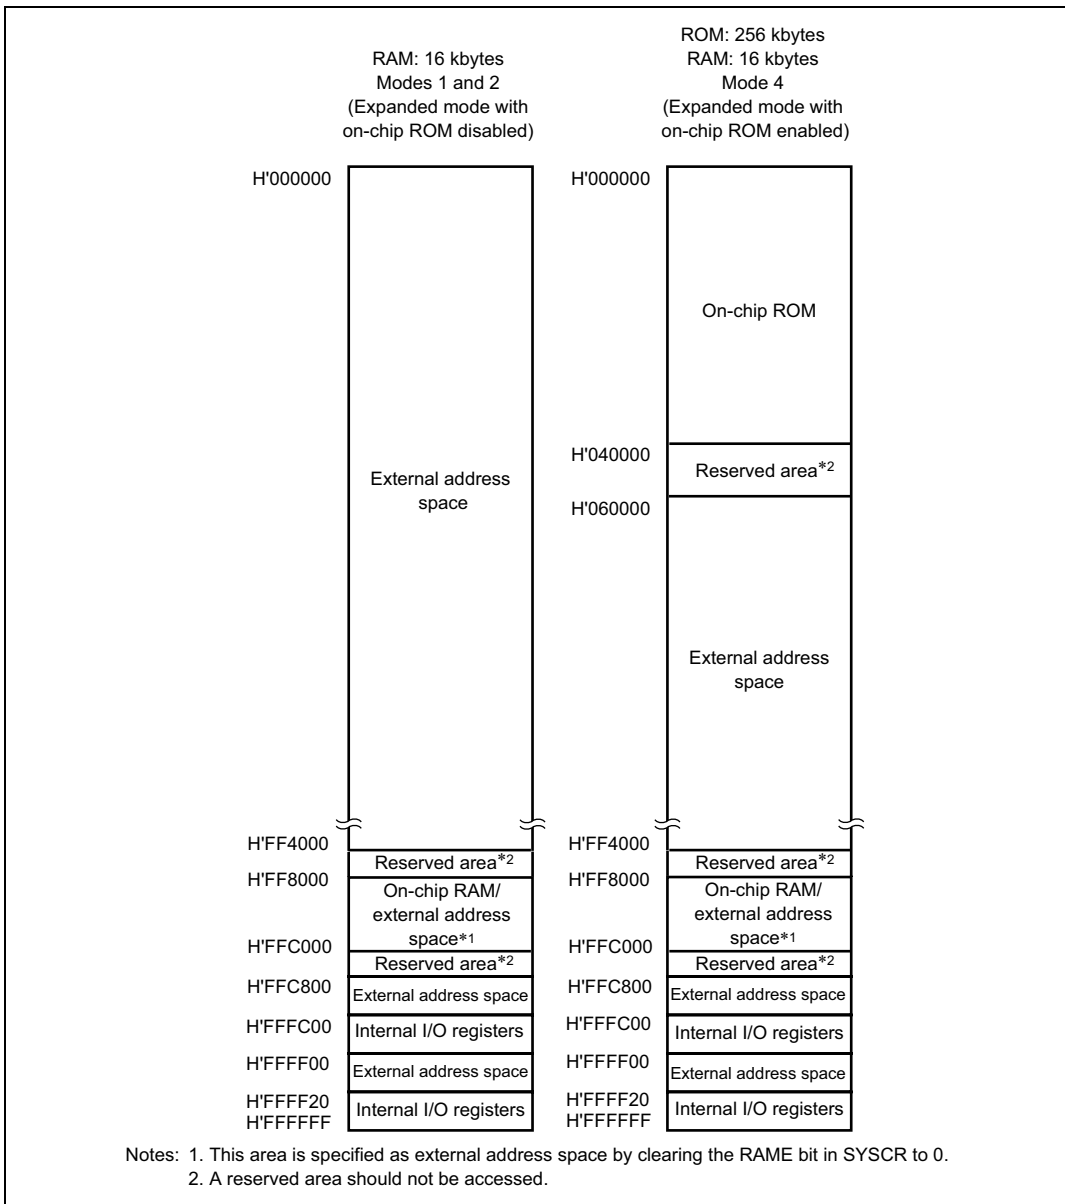 RAM: 16 kbytes
Modes 1 and 2
(Expanded mode with
on-chip ROM disabled)
ROM: 256 kbytes
RAM: 16 kbytes
Mode 4
(Expanded mode with
on-chip ROM enabled)
H'000000
External address
space
H'FF4000
Reserved area*2
H'FF8000
On-chip RAM/
external address
space*1
H'FFC000
Reserved area*2
H'FFC800
External address space
H'FFFC00
Internal I/O registers
H'FFFF00
External address space
H'FFFF20
Internal I/O registers
H'FFFFFF
H'000000
On-chip ROM
H'040000
Reserved area*2
H'060000
External address
space
H'FF4000
Reserved area*2
H'FF8000
On-chip RAM/
external address
space*1
H'FFC000
Reserved area*2
H'FFC800
External address space
H'FFFC00
Internal I/O registers
H'FFFF00
External address space
H'FFFF20
Internal I/O registers
H'FFFFFF
Notes: 1. This area is specified as external address space by clearing the RAME bit in SYSCR to 0.
2. A reserved area should not be accessed.